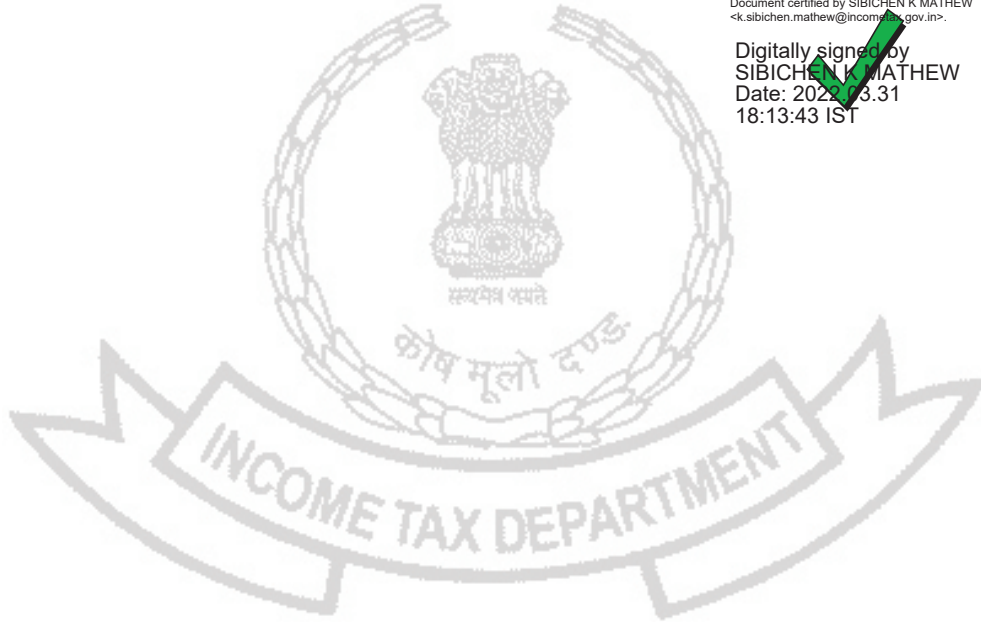 Document certified by SIBICHEN K MATHEW
<k.sibichen.mathew@incometax.gov.in>.
Digitally signed by
SIBICHEN K MATHEW
Date: 2022.03.31
18:13:43 IST
सत्यमेव जयते
कोष मूलो दण्ड
INCOME TAX DEPARTMENT